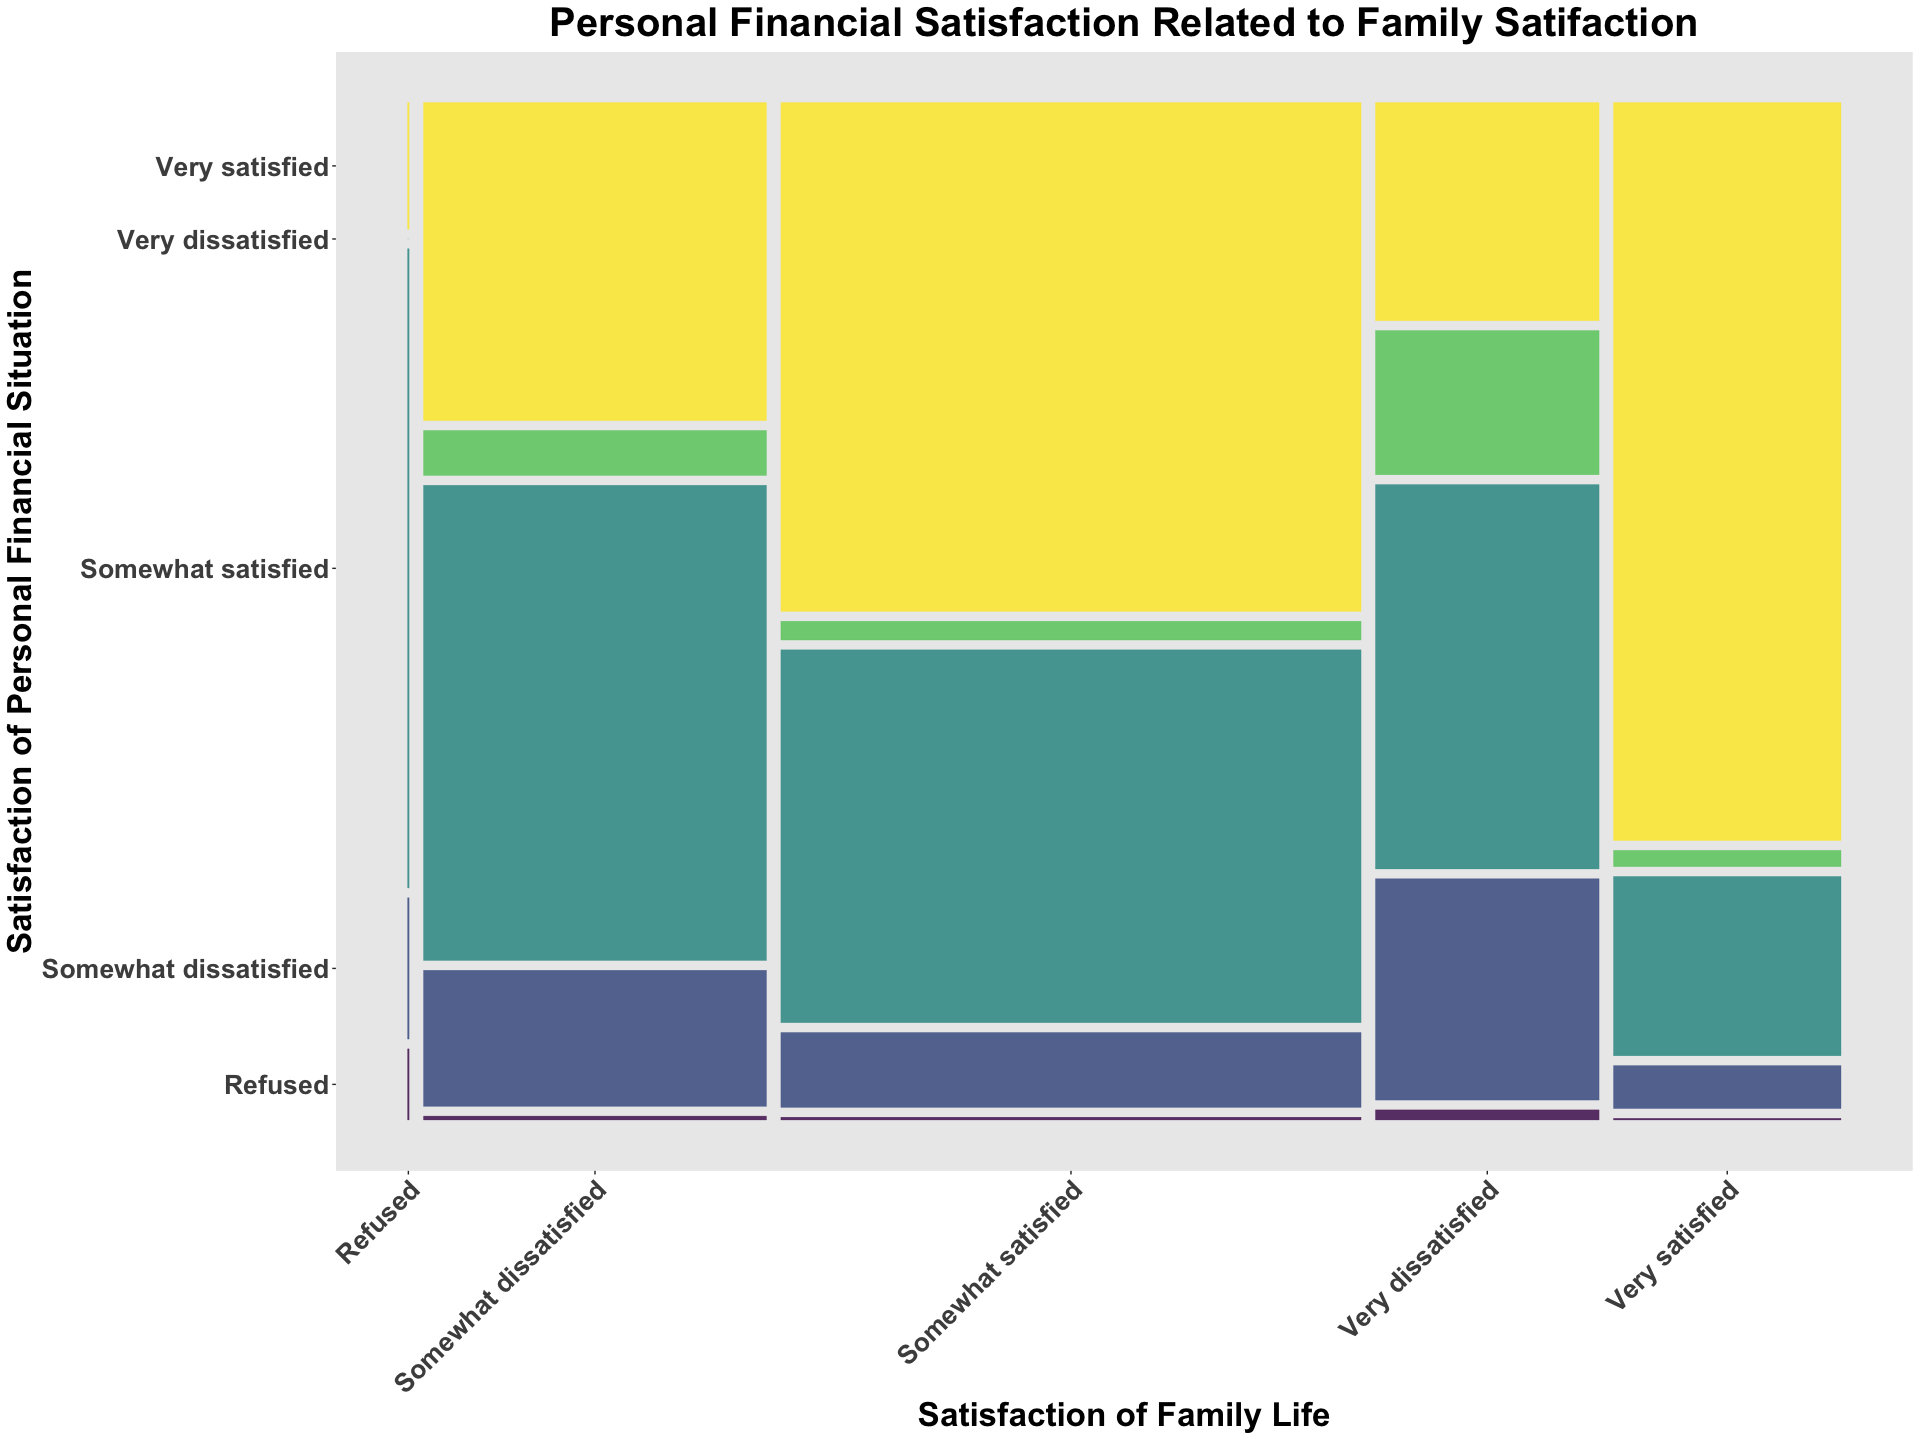 Personal Financial Satisfaction Related to Family Satifaction
Satisfaction of Personal Financial Situation
Very satisfied
Very dissatisfied
Somewhat satisfied
Somewhat dissatisfied
Refused
Refused
Somewhat dissatisfied
Somewhat satisfied
Very dissatisfied
Very satisfied
Satisfaction of Family Life